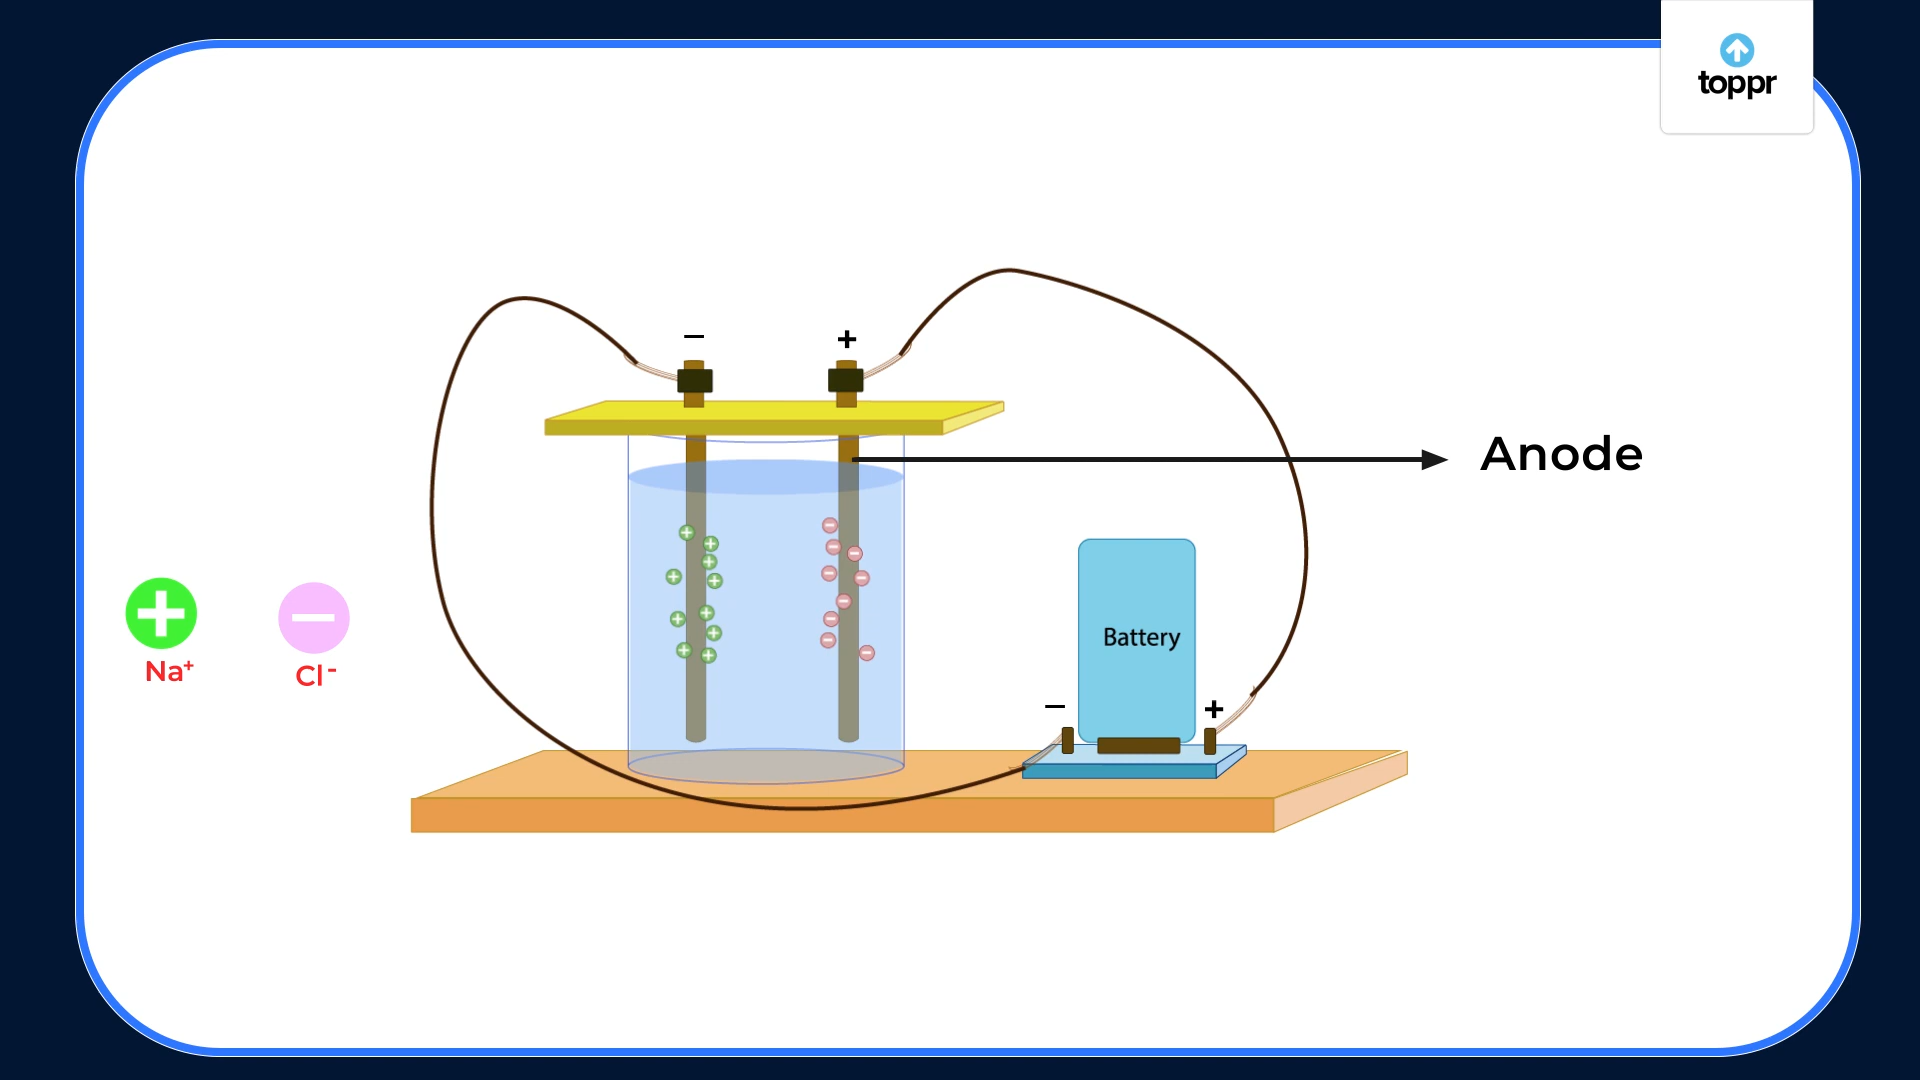 toppr
− +
Anode
Battery
Na⁺ Cl⁻
− +